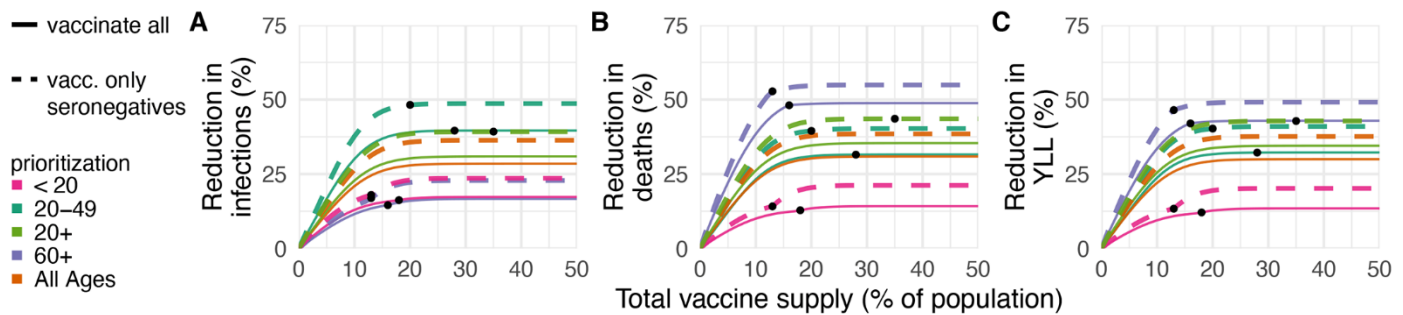 vaccinate all
vacc. only
seronegatives
prioritization
< 20
20–49
20+
60+
All Ages
A
Reduction in
infections (%)
75
50
25
0
0 10 20 30 40 50
B
Reduction in
deaths (%)
75
50
25
0
0 10 20 30 40 50
C
Reduction in
YLL (%)
75
50
25
0
0 10 20 30 40 50
Total vaccine supply (% of population)